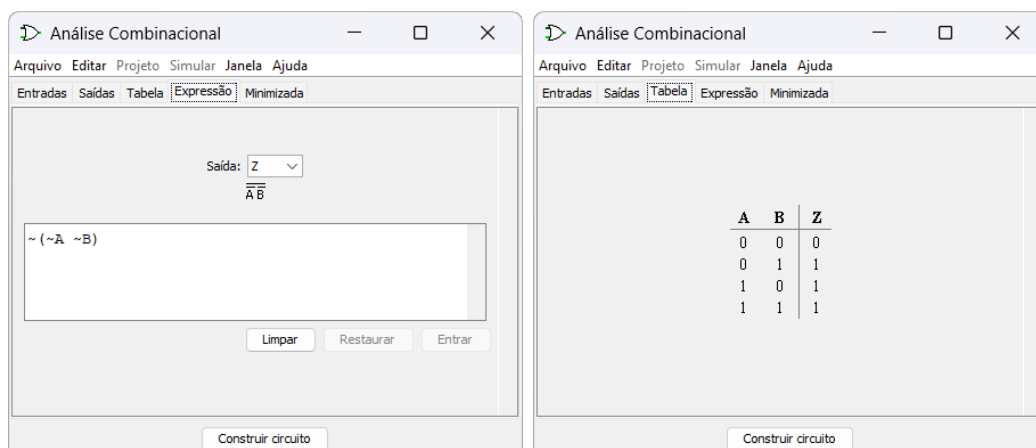 Análise Combinacional
Arquivo Editar Projeto Simular Janela Ajuda
Entradas Saídas Tabela Expressão Minimizada
Saída: Z
A̅ B̅
~(~A ~B)
Limpar Restaurar Entrar
Construir circuito
Análise Combinacional
Arquivo Editar Projeto Simular Janela Ajuda
Entradas Saídas Tabela Expressão Minimizada
A B Z
0 0 0
0 1 1
1 0 1
1 1 1
Construir circuito